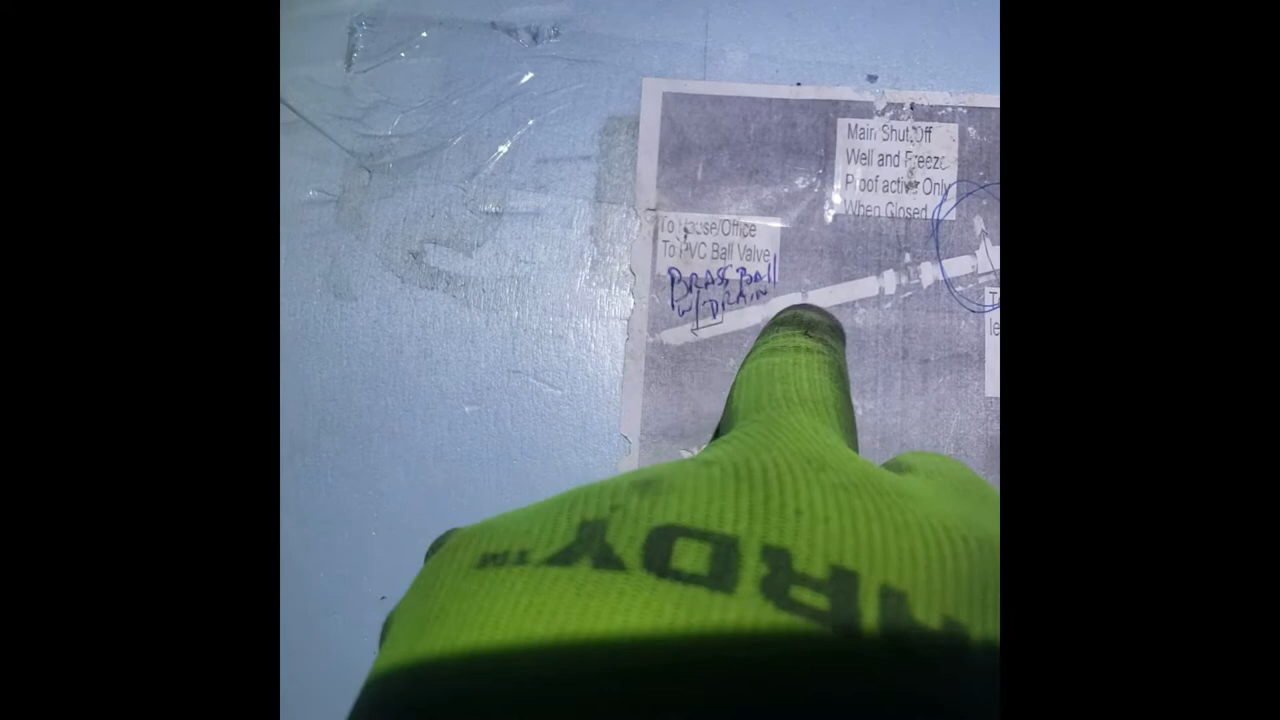 Main Shut Off
Well and Freeze
Proof active Only
When Closed
To House/Office
To PVC Ball Valve
BRASS BAll
w/ DRAIN